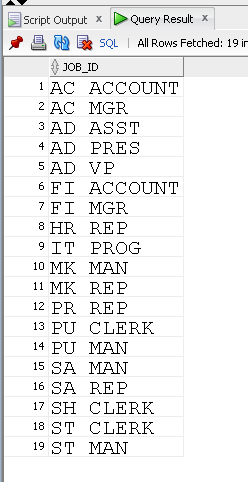 Script Output × Query Result ×
SQL | All Rows Fetched: 19 in
JOB_ID
1 AC ACCOUNT
2 AC MGR
3 AD ASST
4 AD PRES
5 AD VP
6 FI ACCOUNT
7 FI MGR
8 HR REP
9 IT PROG
10 MK MAN
11 MK REP
12 PR REP
13 PU CLERK
14 PU MAN
15 SA MAN
16 SA REP
17 SH CLERK
18 ST CLERK
19 ST MAN